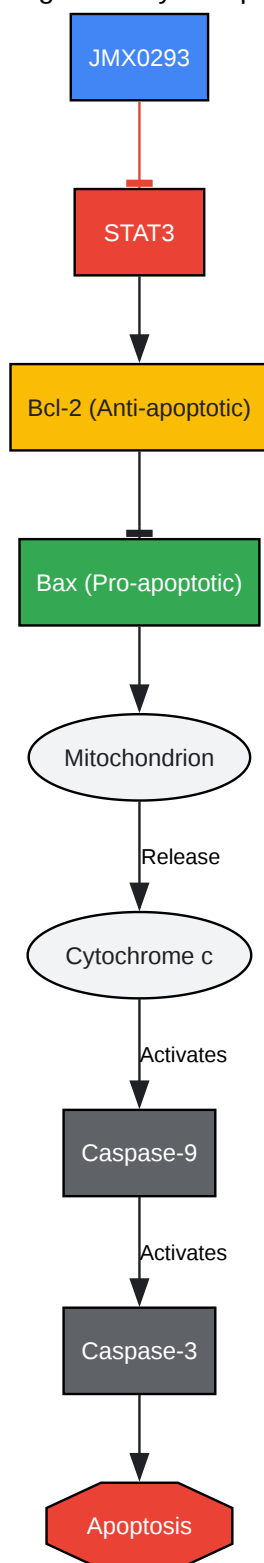 JMX0293
STAT3
Bcl-2 (Anti-apoptotic)
Bax (Pro-apoptotic)
Mitochondrion
Release
Cytochrome c
Activates
Caspase-9
Activates
Caspase-3
Apoptosis